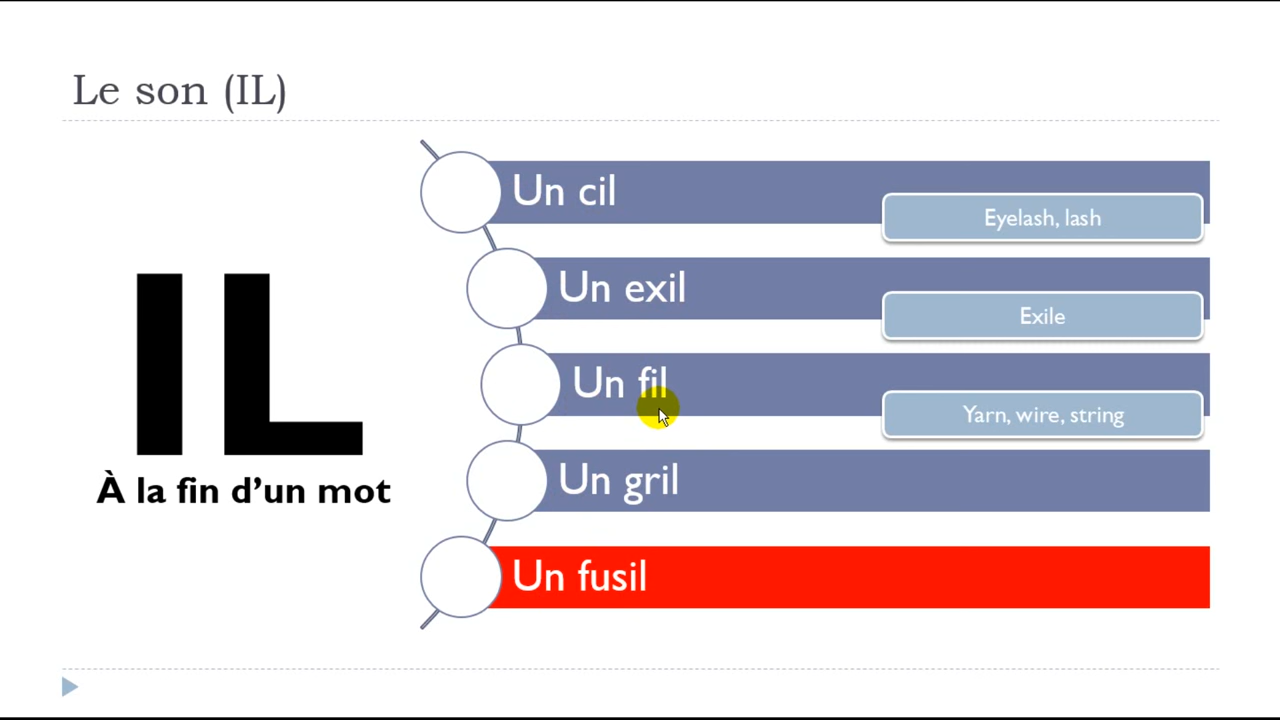 Le son (IL)
IL
À la fin d'un mot
Un cil
Eyelash, lash
Un exil
Exile
Un fil
Yarn, wire, string
Un gril
Un fusil